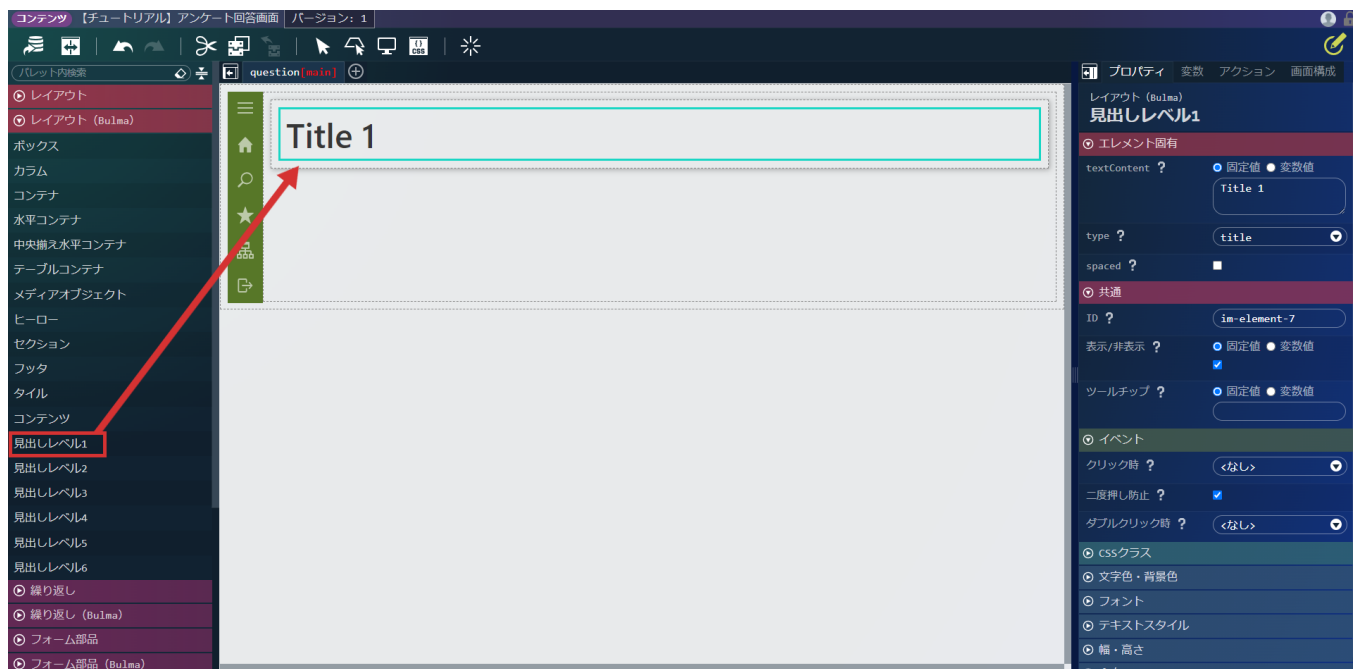 コンテンツ 【チュートリアル】アンケート回答画面 バージョン: 1
CSS
パレット内検索
question[main]
プロパティ 変数 アクション 画面構成
レイアウト
レイアウト (Bulma)
ボックス
カラム
コンテナ
水平コンテナ
中央揃え水平コンテナ
テーブルコンテナ
メディアオブジェクト
ヒーロー
セクション
フッタ
タイル
コンテンツ
見出しレベル1
見出しレベル2
見出しレベル3
見出しレベル4
見出しレベル5
見出しレベル6
繰り返し
繰り返し (Bulma)
フォーム部品
フォーム部品 (Bulma)
Title 1
レイアウト (Bulma)
見出しレベル1
エレメント固有
textContent ? 固定値 変数値
Title 1
type ? title
spaced ?
共通
ID ? im-element-7
表示/非表示 ? 固定値 変数値
ツールチップ ? 固定値 変数値
イベント
クリック時 ? <なし>
二度押し防止 ?
ダブルクリック時 ? <なし>
CSSクラス
文字色・背景色
フォント
テキストスタイル
幅・高さ